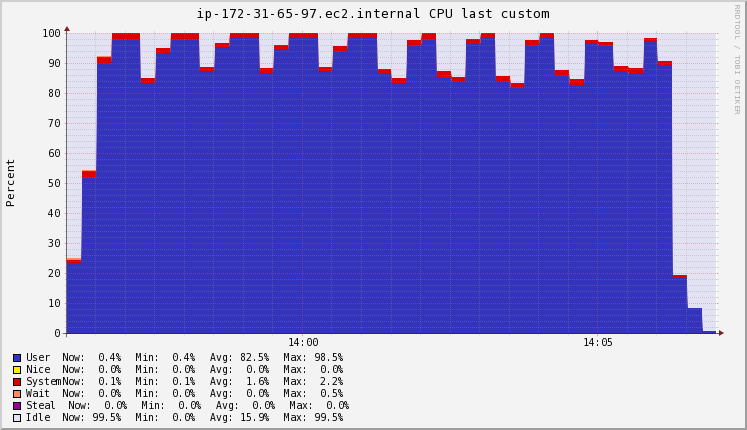 ip-172-31-65-97.ec2.internal CPU last custom
RRDTOOL / TOBI OETIKER
Percent
100
90
80
70
60
50
40
30
20
10
0
14:00 14:05
User Now: 0.4% Min: 0.4% Avg: 82.5% Max: 98.5%
Nice Now: 0.0% Min: 0.0% Avg: 0.0% Max: 0.0%
System Now: 0.1% Min: 0.1% Avg: 1.6% Max: 2.2%
Wait Now: 0.0% Min: 0.0% Avg: 0.0% Max: 0.5%
Steal Now: 0.0% Min: 0.0% Avg: 0.0% Max: 0.0%
Idle Now: 99.5% Min: 0.0% Avg: 15.9% Max: 99.5%